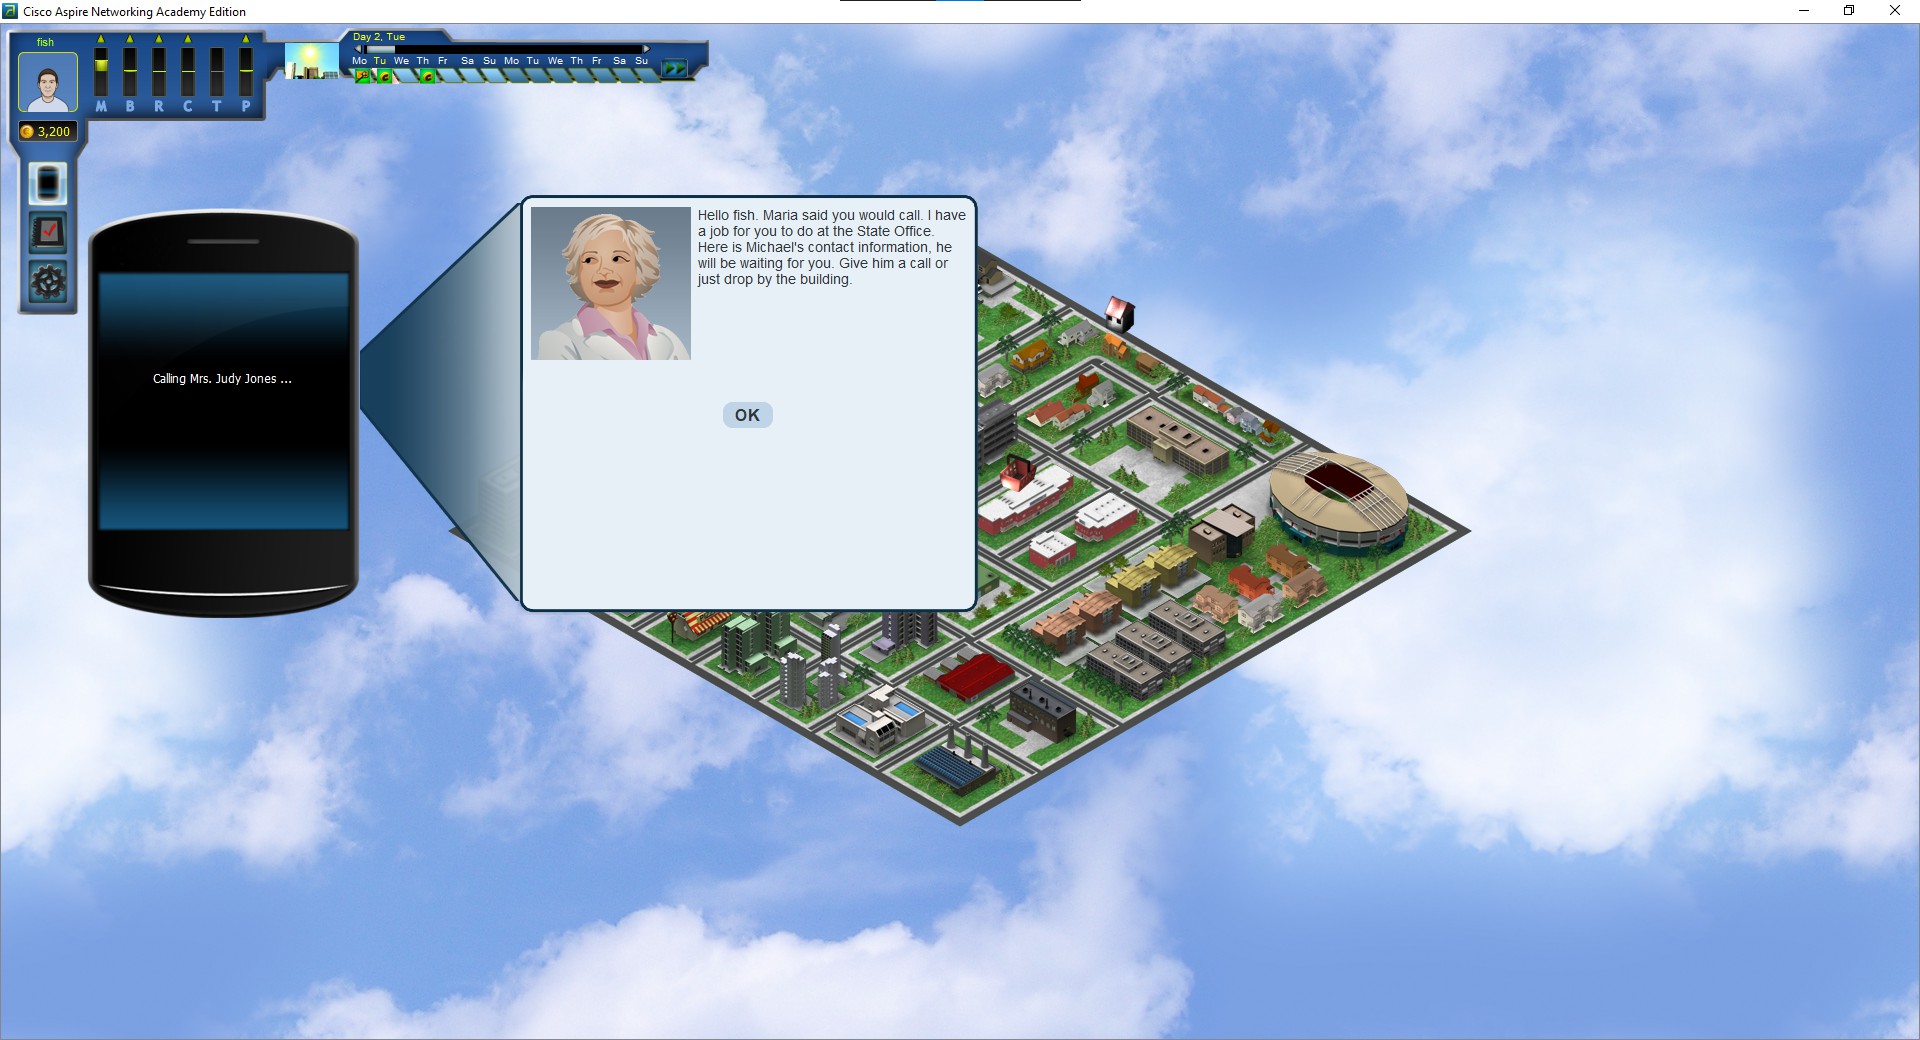 Cisco Aspire Networking Academy Edition
fish
M B R C T P
3,200
Day 2, Tue
Mo Tu We Th Fr Sa Su Mo Tu We Th Fr Sa Su
Calling Mrs. Judy Jones ...
Hello fish. Maria said you would call. I have
a job for you to do at the State Office.
Here is Michael's contact information, he
will be waiting for you. Give him a call or
just drop by the building.
OK